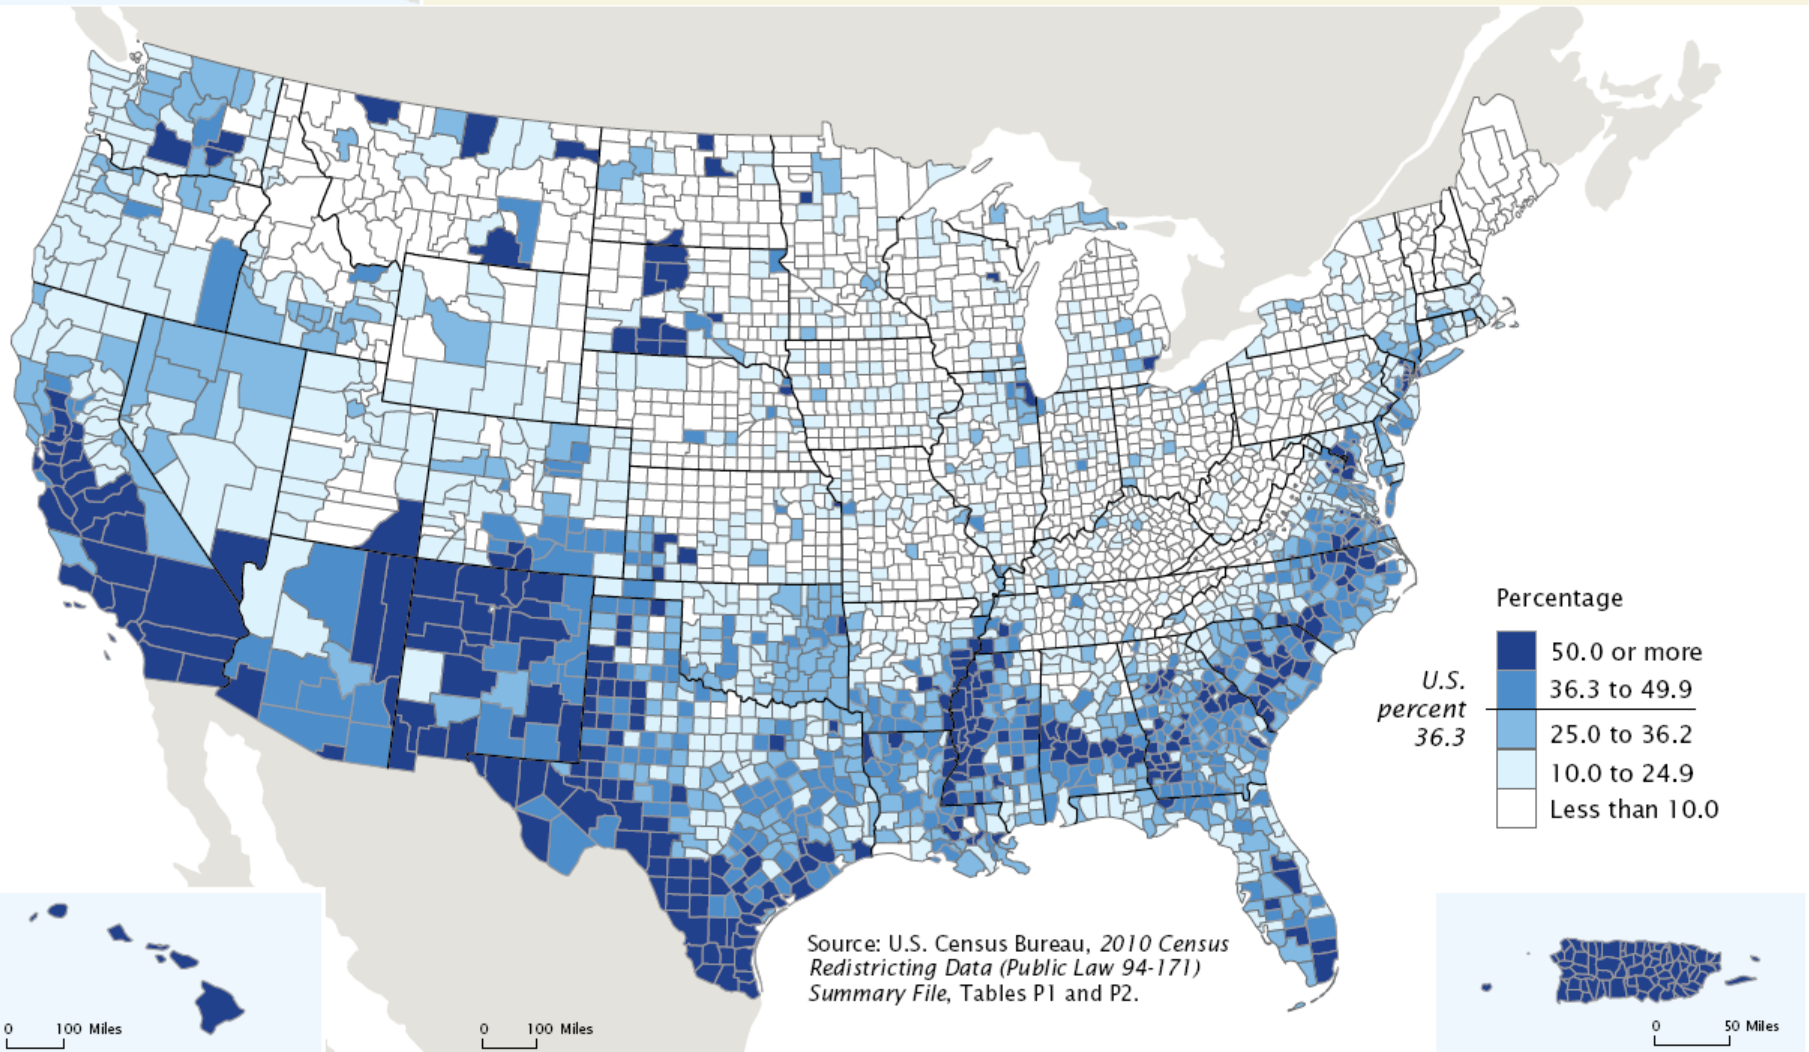 Percentage
50.0 or more
36.3 to 49.9
25.0 to 36.2
10.0 to 24.9
Less than 10.0
U.S.
percent
36.3
Source: U.S. Census Bureau, 2010 Census
Redistricting Data (Public Law 94-171)
Summary File, Tables P1 and P2.
0 100 Miles
0 100 Miles
0 50 Miles